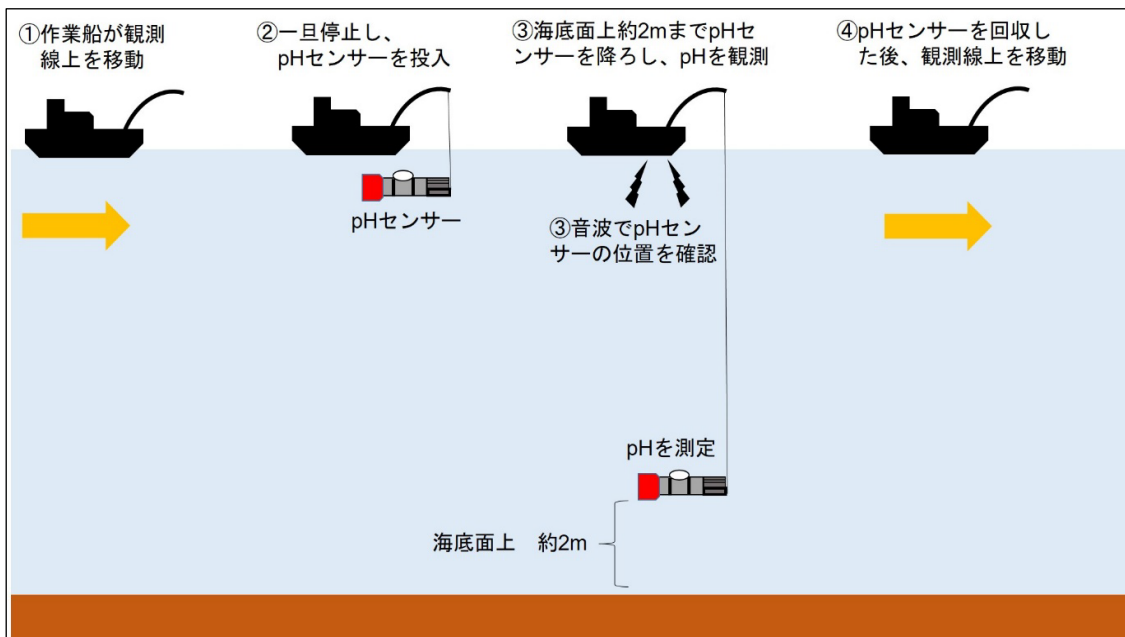 ①作業船が観測
線上を移動
②一旦停止し、
pHセンサーを投入
③海底面上約2mまでpHセ
ンサーを降ろし、pHを観測
④pHセンサーを回収し
た後、観測線上を移動
pHセンサー
③音波でpHセン
サーの位置を確認
pHを測定
海底面上　約2m